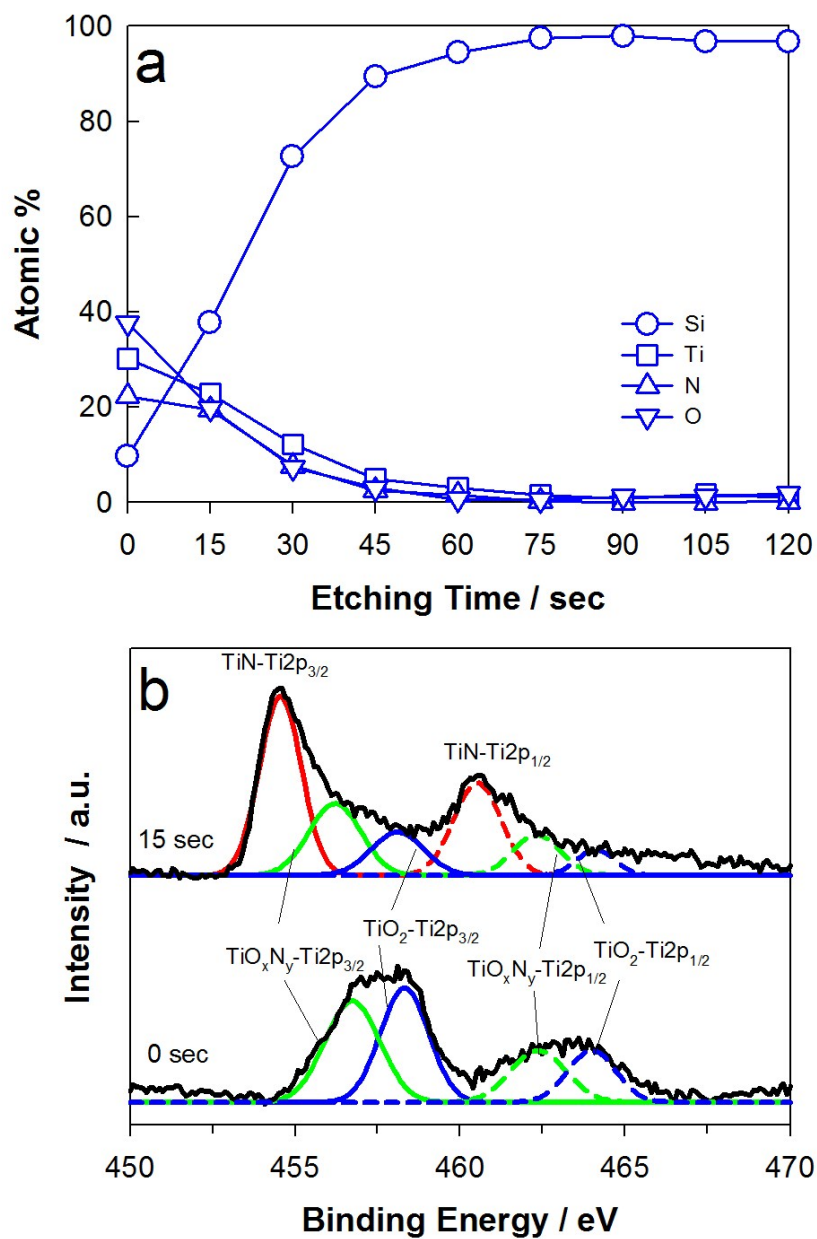 a
100
80
60
40
20
0
Atomic %
Si
Ti
N
O
0 15 30 45 60 75 90 105 120
Etching Time / sec
b
TiN-Ti2p3/2
TiN-Ti2p1/2
15 sec
TiOxNy-Ti2p3/2
TiO2-Ti2p3/2
TiOxNy-Ti2p1/2
TiO2-Ti2p1/2
0 sec
Intensity / a.u.
450 455 460 465 470
Binding Energy / eV